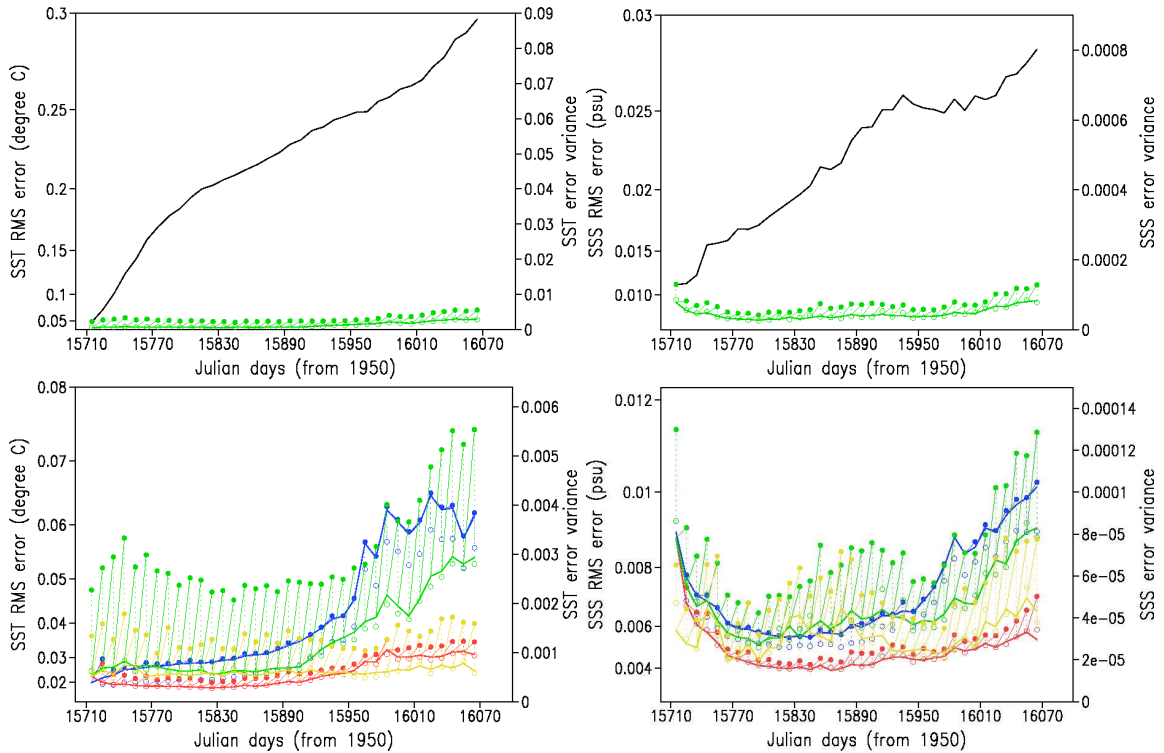 SST RMS error (degree C)
0.3
0.25
0.2
0.15
0.1
0.05
0.09
0.08
0.07
0.06
0.05
0.04
0.03
0.02
0.01
0
SST error variance
15710 15770 15830 15890 15950 16010 16070
Julian days (from 1950)
SSS RMS error (psu)
0.03
0.025
0.02
0.015
0.010
0.0008
0.0006
0.0004
0.0002
0
SSS error variance
15710 15770 15830 15890 15950 16010 16070
Julian days (from 1950)
SST RMS error (degree C)
0.08
0.07
0.06
0.05
0.04
0.03
0.02
0.006
0.005
0.004
0.003
0.002
0.001
0
SST error variance
15710 15770 15830 15890 15950 16010 16070
Julian days (from 1950)
SSS RMS error (psu)
0.012
0.010
0.008
0.006
0.004
0.00014
0.00012
0.0001
8e-05
6e-05
4e-05
2e-05
0
SSS error variance
15710 15770 15830 15890 15950 16010 16070
Julian days (from 1950)